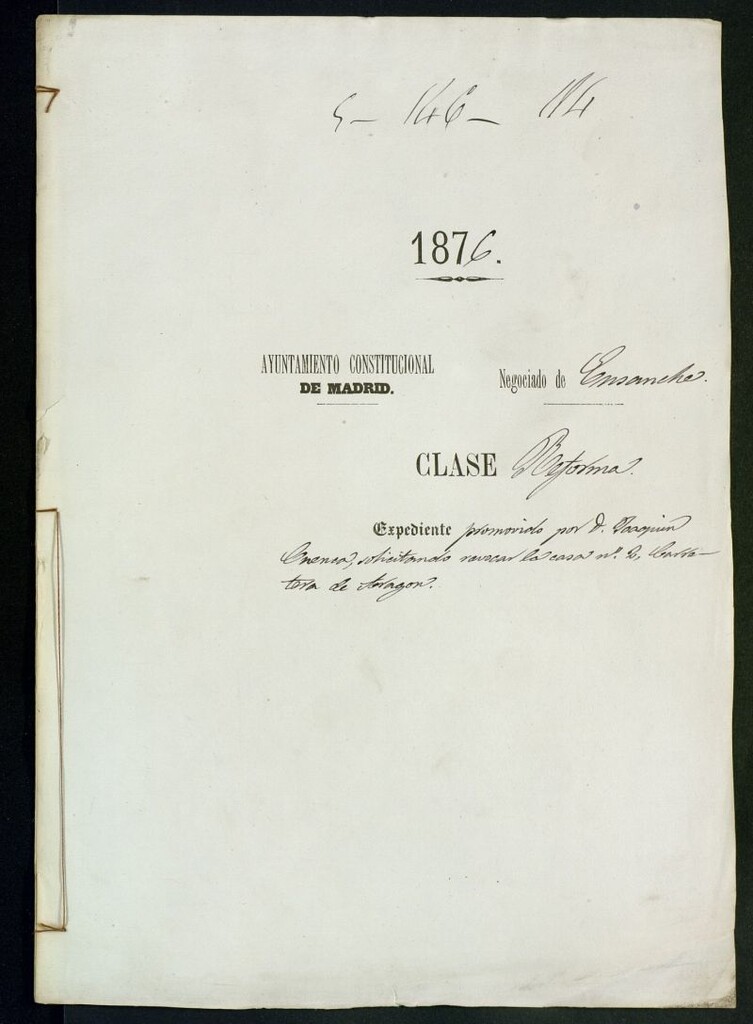 5-146-114
1876.
AYUNTAMIENTO CONSTITUCIONAL
DE MADRID.
Negociado de Ensanche.
CLASE Reforma.
Expediente promovido por D. Joaquin
Cuenca, solicitando revocar la casa nº 2, Carre-
tera de Aragon.